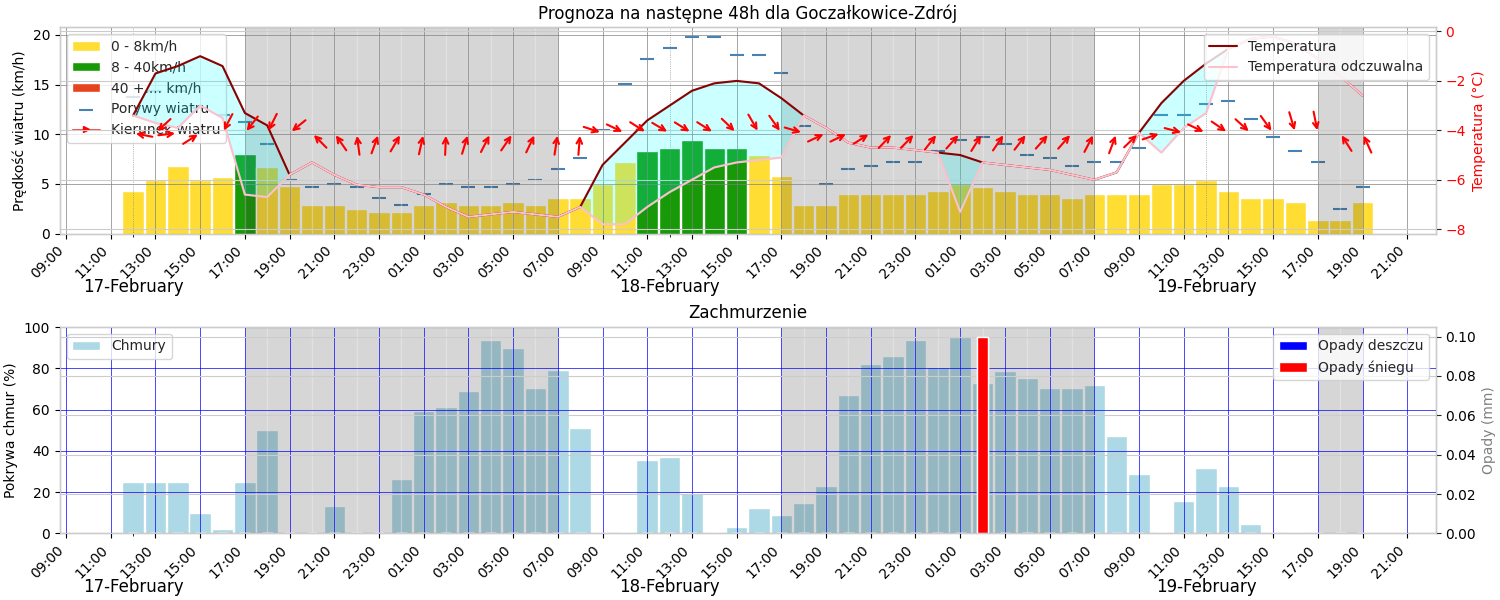 Prognoza na następne 48h dla Goczałkowice-Zdrój
Prędkość wiatru (km/h)
20
15
10
5
0
0 - 8km/h
8 - 40km/h
40 + ... km/h
Porywy wiatru
Kierunek wiatru
Temperatura
Temperatura odczuwalna
0
−2
−4
−6
−8
Temperatura (°C)
09:00 11:00 13:00 15:00 17:00 19:00 21:00 23:00 01:00 03:00 05:00 07:00 09:00 11:00 13:00 15:00 17:00 19:00 21:00 23:00 01:00 03:00 05:00 07:00 09:00 11:00 13:00 15:00 17:00 19:00 21:00
17-February 18-February 19-February
Zachmurzenie
Pokrywa chmur (%)
100
80
60
40
20
0
Chmury
Opady deszczu
Opady śniegu
0.10
0.08
0.06
0.04
0.02
0.00
Opady (mm)
09:00 11:00 13:00 15:00 17:00 19:00 21:00 23:00 01:00 03:00 05:00 07:00 09:00 11:00 13:00 15:00 17:00 19:00 21:00 23:00 01:00 03:00 05:00 07:00 09:00 11:00 13:00 15:00 17:00 19:00 21:00
17-February 18-February 19-February